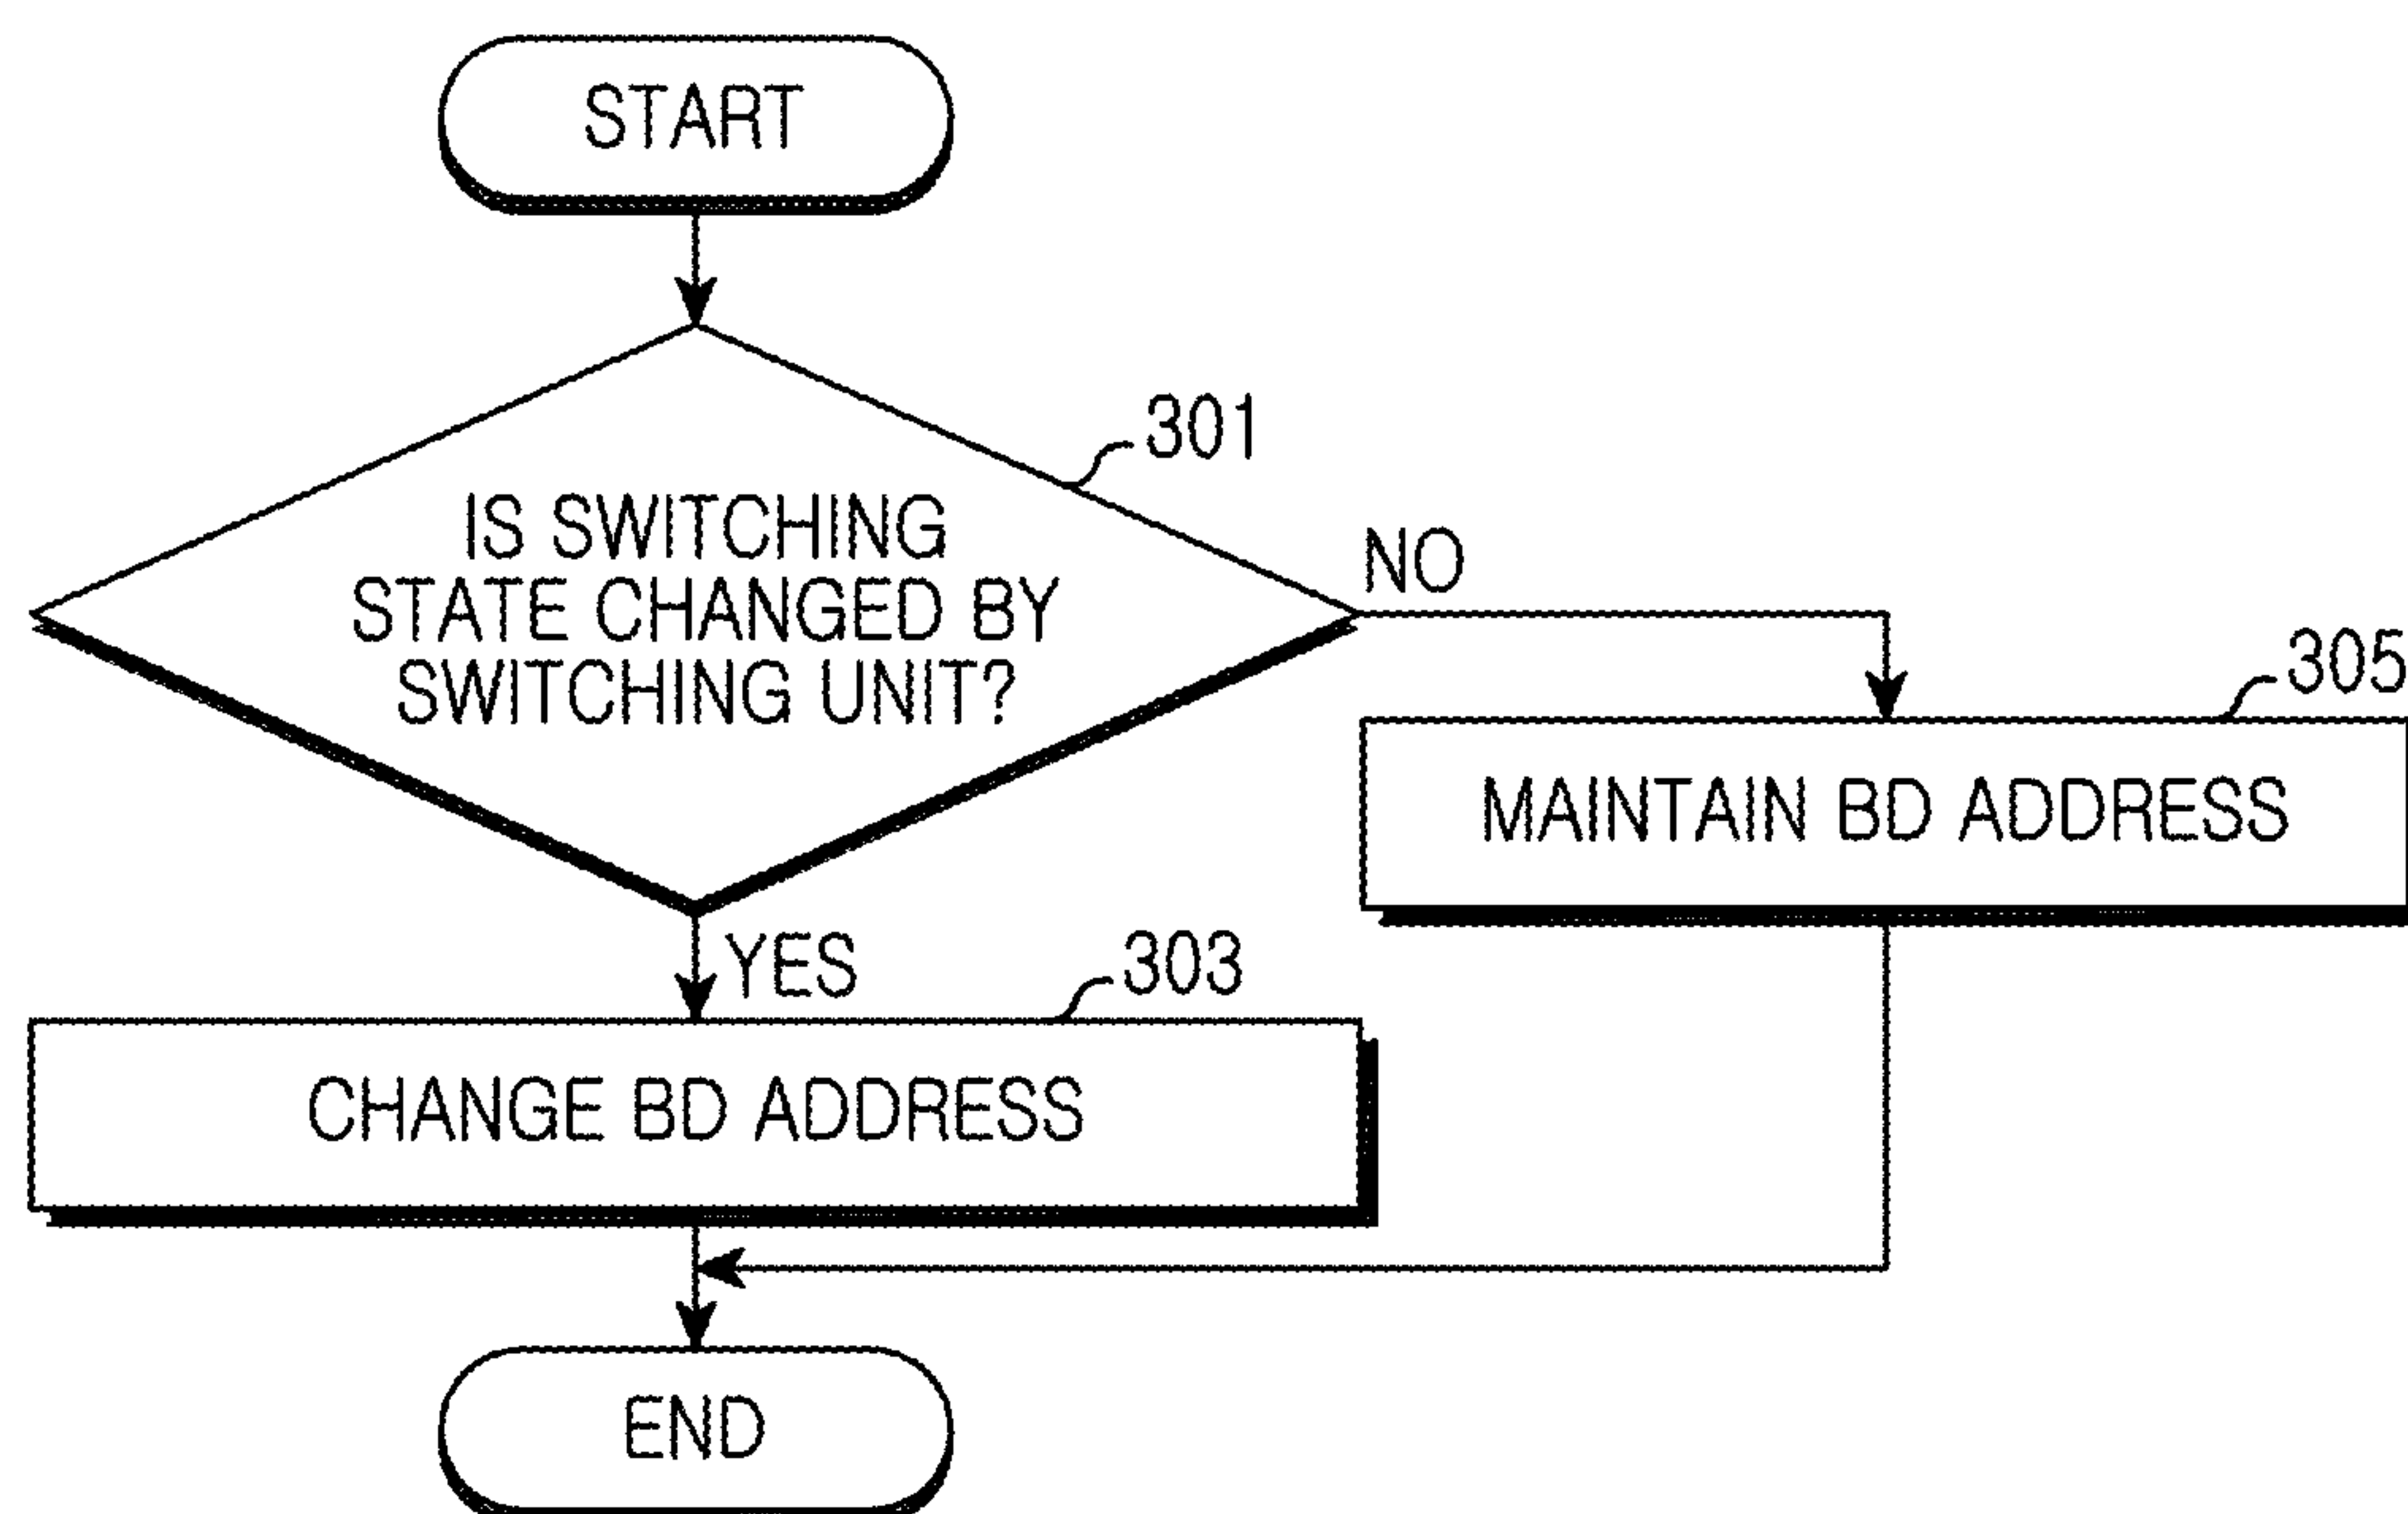 START
301
IS SWITCHING
STATE CHANGED BY
SWITCHING UNIT?
NO
305
MAINTAIN BD ADDRESS
YES
303
CHANGE BD ADDRESS
END